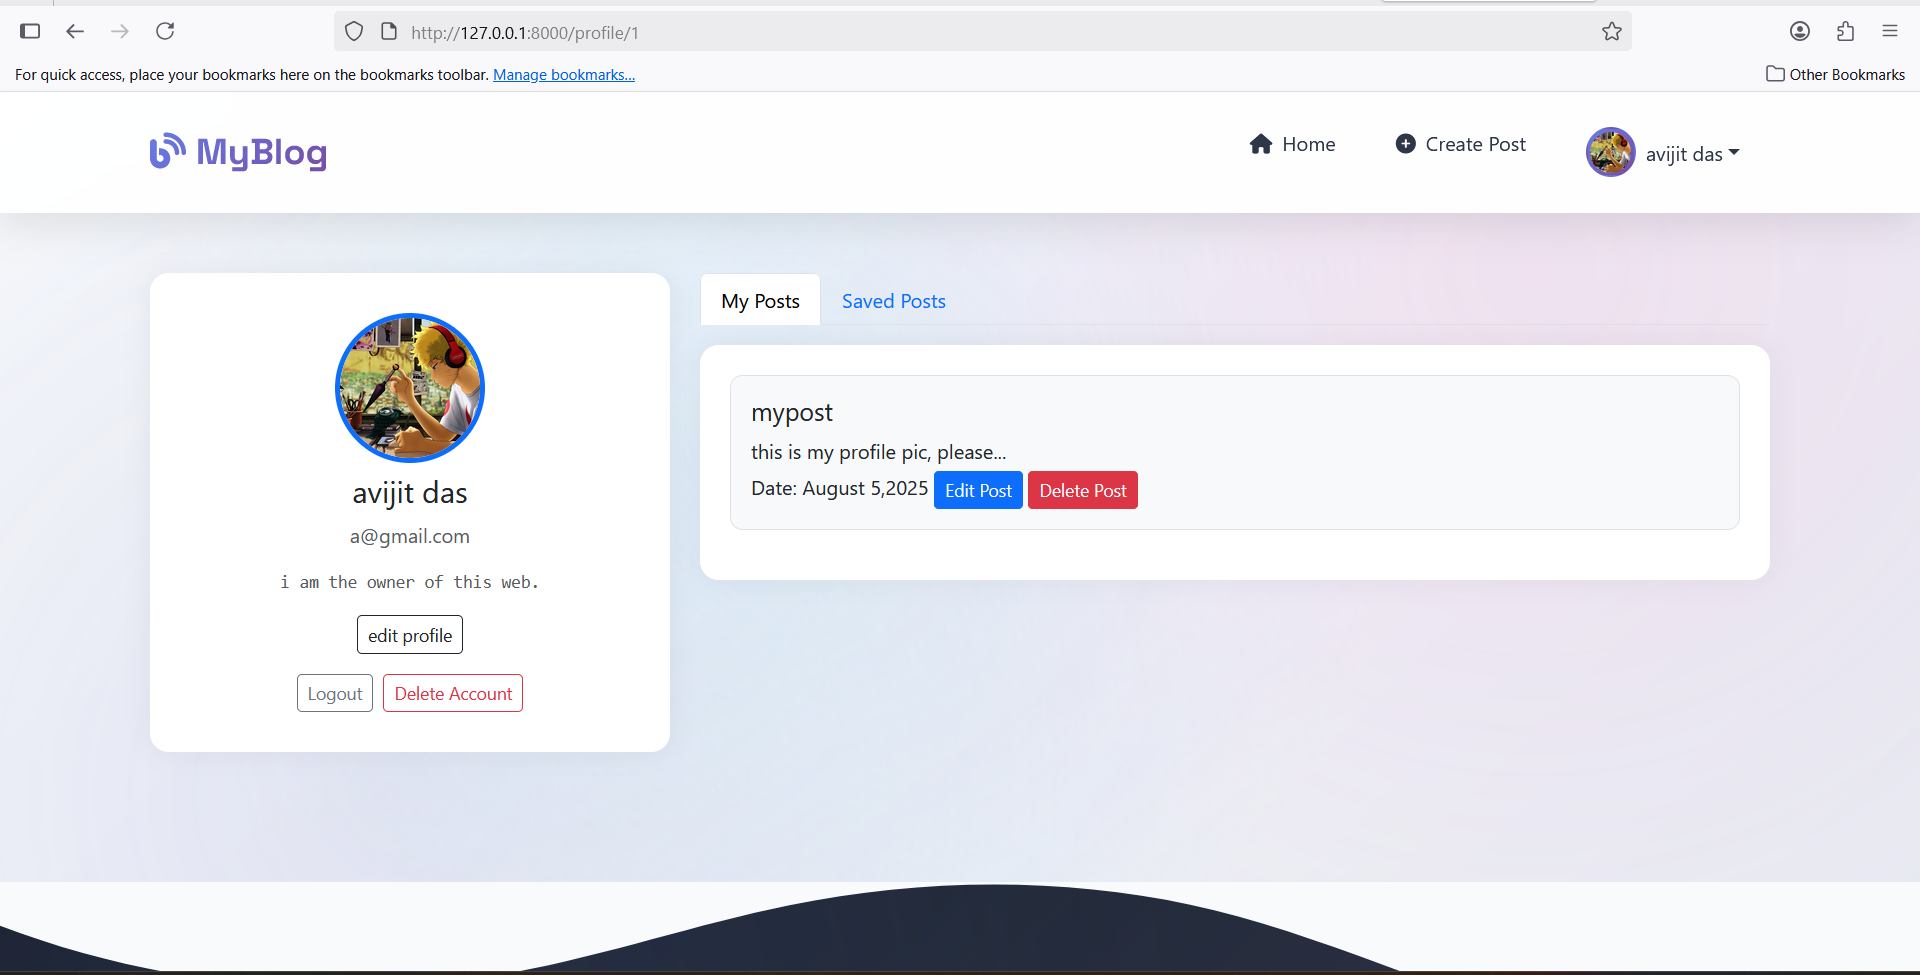 http://127.0.0.1:8000/profile/1
For quick access, place your bookmarks here on the bookmarks toolbar. Manage bookmarks...
Other Bookmarks
MyBlog
Home
Create Post
avijit das
avijit das
a@gmail.com
i am the owner of this web.
edit profile
Logout
Delete Account
My Posts
Saved Posts
mypost
this is my profile pic, please...
Date: August 5,2025
Edit Post
Delete Post